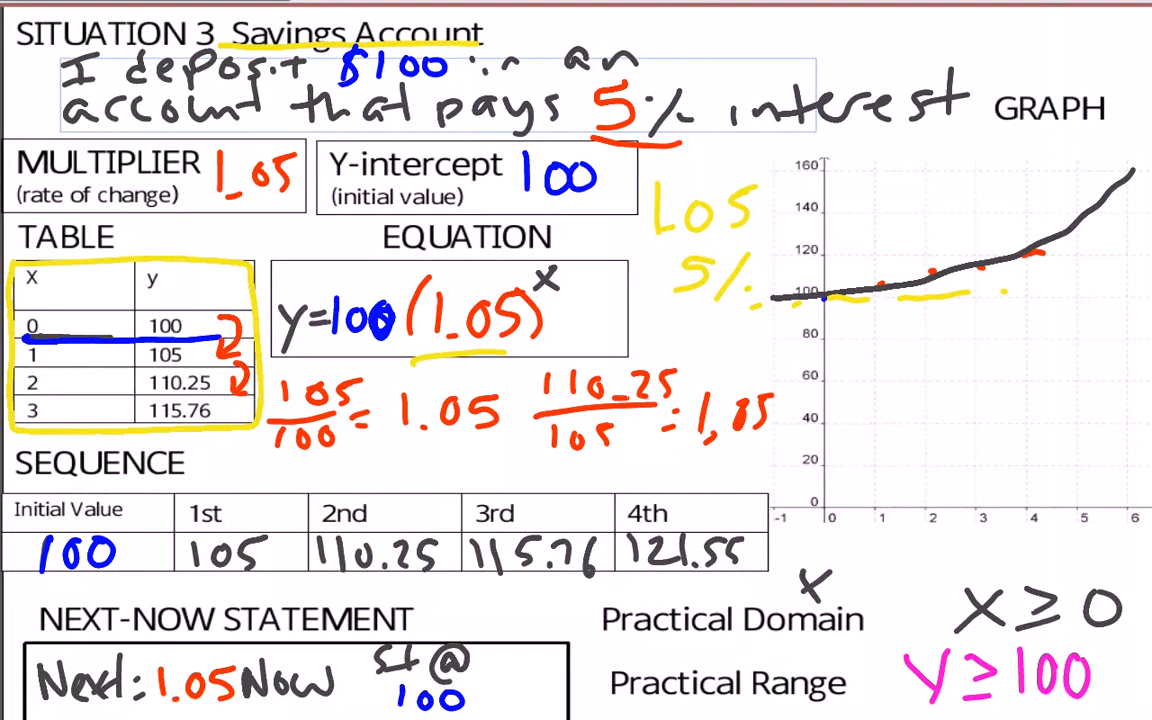 SITUATION 3 Savings Account
I deposit $100 in an
account that pays 5% interest
GRAPH
MULTIPLIER 1.05
(rate of change)
Y-intercept 100
(initial value)
1.05
5%
TABLE
x y
0 100
1 105
2 110.25
3 115.76
EQUATION
y=100(1.05)^x
105/100 = 1.05
110.25/105 = 1.05
160
140
120
100
80
60
40
20
0
-1 0 1 2 3 4 5 6
SEQUENCE
Initial Value 1st 2nd 3rd 4th
100 105 110.25 115.76 121.55
NEXT-NOW STATEMENT
Next = 1.05 Now st @
100
x
Practical Domain x ≥ 0
Practical Range y ≥ 100